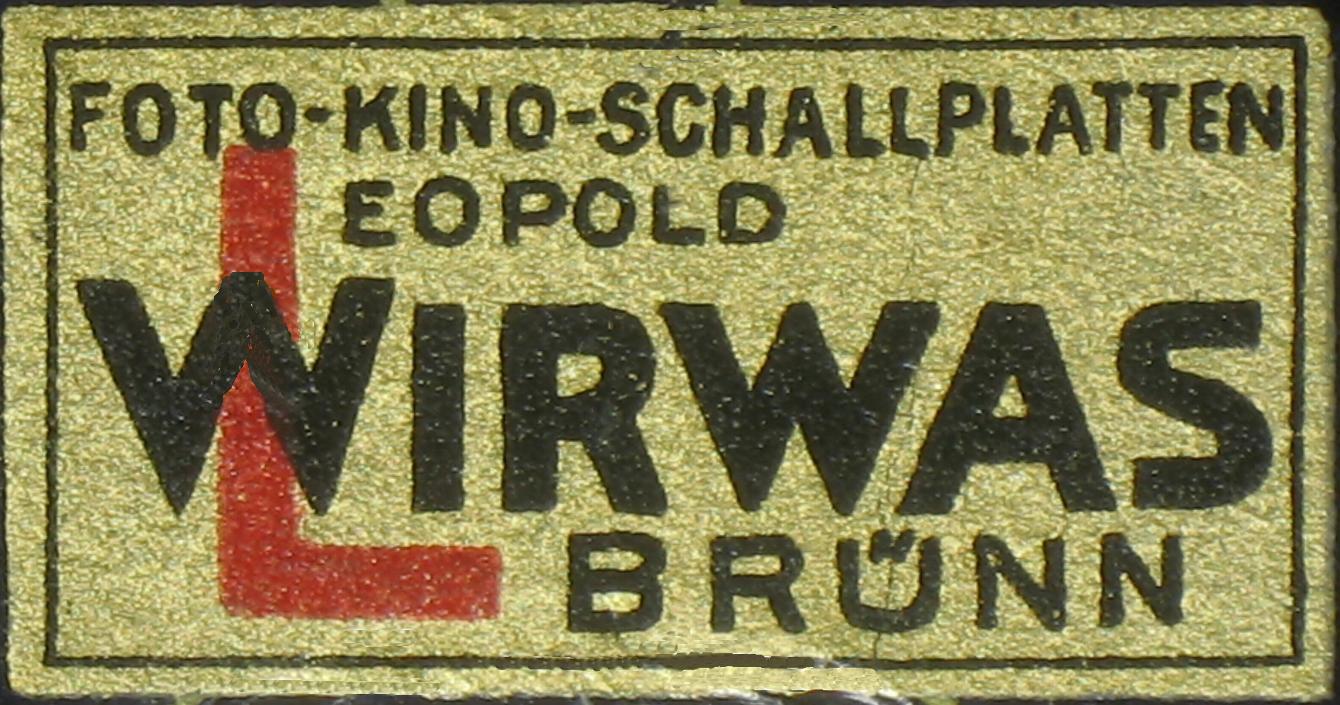 FOTO-KINO-SCHALLPLATTEN
LEOPOLD
WIRWAS
BRÜNN